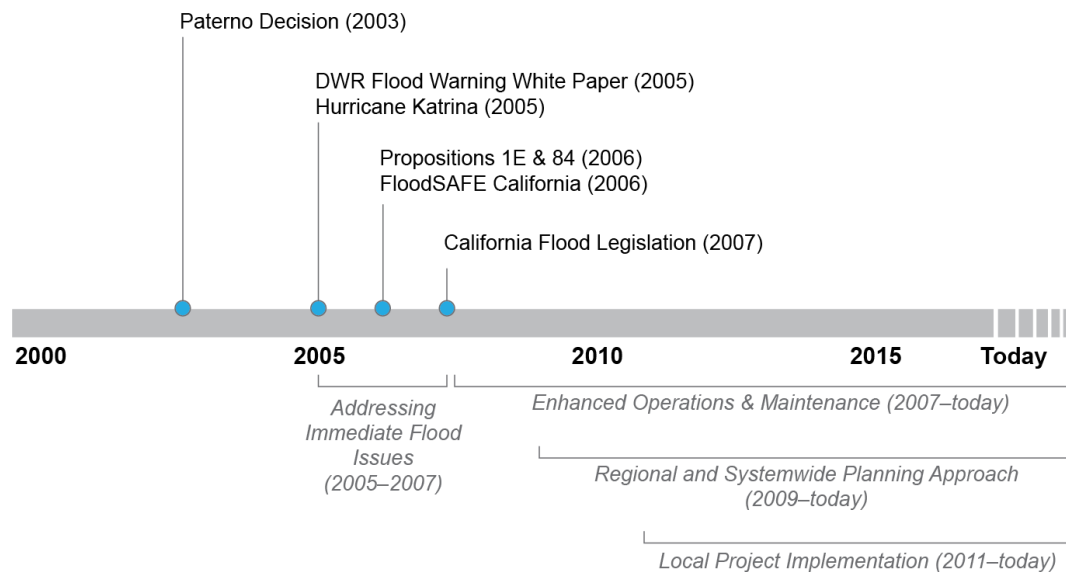 Paterno Decision (2003)
DWR Flood Warning White Paper (2005)
Hurricane Katrina (2005)
Propositions 1E & 84 (2006)
FloodSAFE California (2006)
California Flood Legislation (2007)
2000
2005
2010
2015
Today
Addressing
Immediate Flood
Issues
(2005–2007)
Enhanced Operations & Maintenance (2007–today)
Regional and Systemwide Planning Approach
(2009–today)
Local Project Implementation (2011–today)